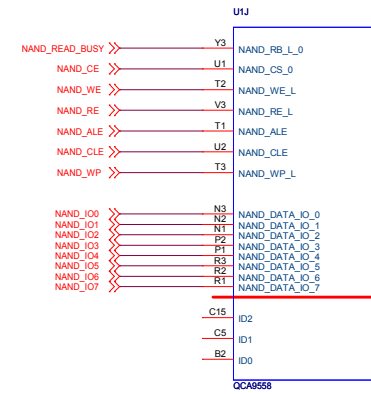 U1J
NAND_READ_BUSY Y3 NAND_RB_L_0
NAND_CE U1 NAND_CS_0
NAND_WE T2 NAND_WE_L
NAND_RE V3 NAND_RE_L
NAND_ALE T1 NAND_ALE
NAND_CLE U2 NAND_CLE
NAND_WP T3 NAND_WP_L
NAND_IO0 N3 NAND_DATA_IO_0
NAND_IO1 N2 NAND_DATA_IO_1
NAND_IO2 N1 NAND_DATA_IO_2
NAND_IO3 P2 NAND_DATA_IO_3
NAND_IO4 P1 NAND_DATA_IO_4
NAND_IO5 R3 NAND_DATA_IO_5
NAND_IO6 R2 NAND_DATA_IO_6
NAND_IO7 R1 NAND_DATA_IO_7
C15 ID2
C5 ID1
B2 ID0
QCA9558